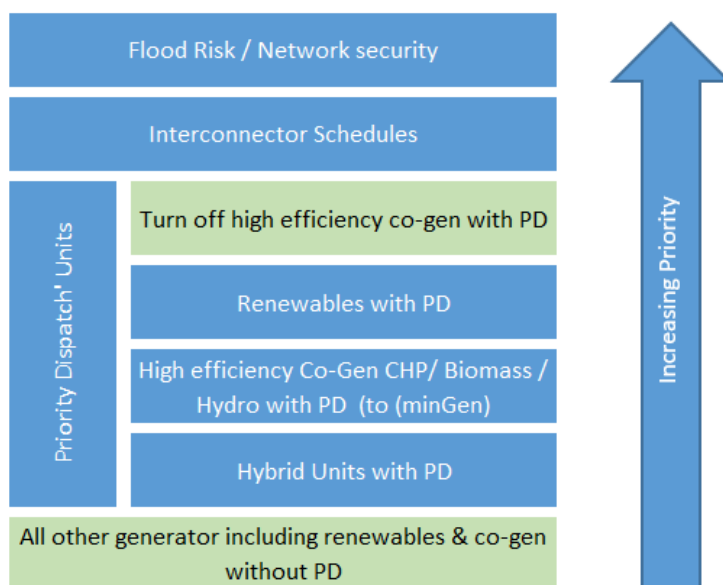 Flood Risk / Network security
Interconnector Schedules
Priority Dispatch' Units
Turn off high efficiency co-gen with PD
Renewables with PD
High efficiency Co-Gen CHP/ Biomass /
Hydro with PD  (to (minGen)
Hybrid Units with PD
All other generator including renewables & co-gen
without PD
Increasing Priority